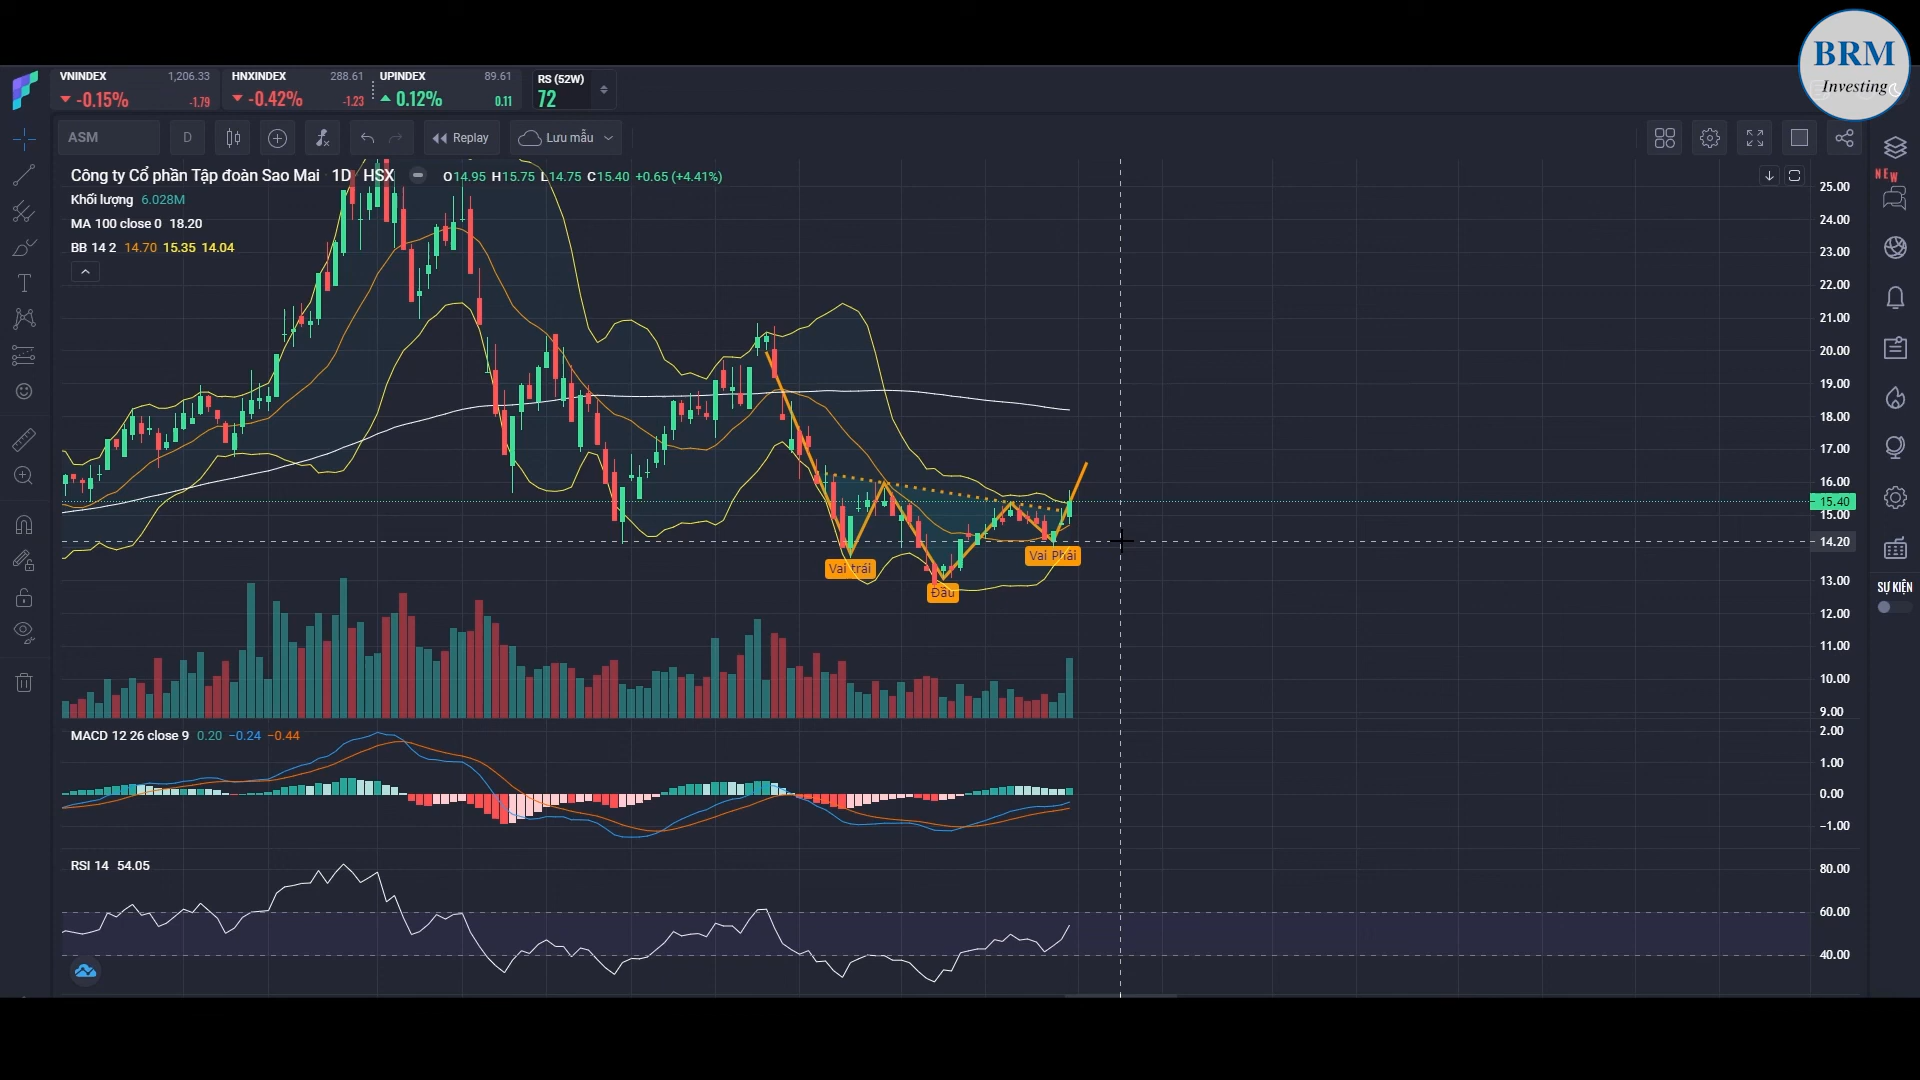 BRM
Investing
VNINDEX 1,206.33 HNXINDEX 288.61 UPINDEX 89.61 RS (52W)
-0.15% -1.79 -0.42% -1.23 0.12% 0.11 72
ASM D Replay Lưu mẫu
Công ty Cổ phần Tập đoàn Sao Mai 1D HSX O14.95 H15.75 L14.75 C15.40 +0.65 (+4.41%)
Khối lượng 6.028M
MA 100 close 0 18.20
BB 14 2 14.70 15.35 14.04
NEW
25.00
24.00
23.00
22.00
21.00
20.00
19.00
18.00
17.00
16.00
15.40
15.00
14.20
13.00
12.00
11.00
10.00
9.00
Vai Phải
Vai trái
Đầu
SỰ KIỆN
MACD 12 26 close 9 0.20 −0.24 −0.44
2.00
1.00
0.00
−1.00
RSI 14 54.05
80.00
60.00
40.00